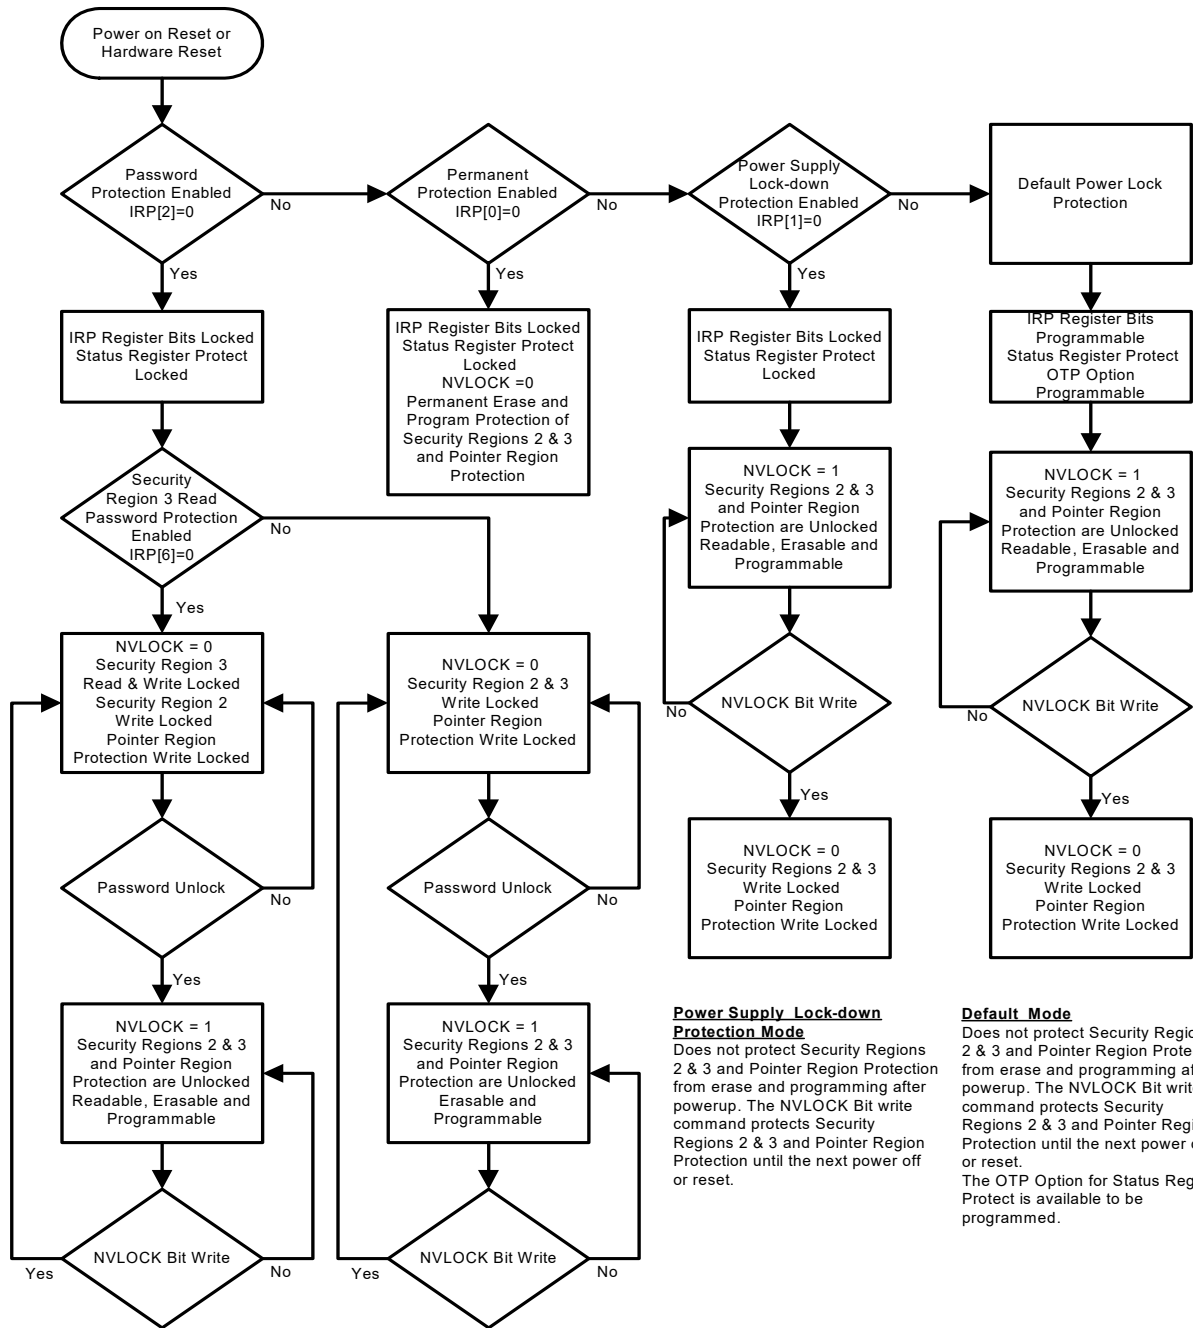 Power on Reset or
Hardware Reset
Password
Protection Enabled
IRP[2]=0
No
Yes
Permanent
Protection Enabled
IRP[0]=0
No
Yes
Power Supply
Lock-down
Protection Enabled
IRP[1]=0
No
Yes
Default Power Lock
Protection
IRP Register Bits Locked
Status Register Protect
Locked
IRP Register Bits Locked
Status Register Protect
Locked
NVLOCK =0
Permanent Erase and
Program Protection of
Security Regions 2 & 3
and Pointer Region
Protection
IRP Register Bits Locked
Status Register Protect
Locked
IRP Register Bits
Programmable
Status Register Protect
OTP Option
Programmable
Security
Region 3 Read
Password Protection
Enabled
IRP[6]=0
No
Yes
NVLOCK = 1
Security Regions 2 & 3
and Pointer Region
Protection are Unlocked
Readable, Erasable and
Programmable
NVLOCK = 1
Security Regions 2 & 3
and Pointer Region
Protection are Unlocked
Readable, Erasable and
Programmable
NVLOCK = 0
Security Region 3
Read & Write Locked
Security Region 2
Write Locked
Pointer Region
Protection Write Locked
NVLOCK = 0
Security Region 2 & 3
Write Locked
Pointer Region
Protection Write Locked
NVLOCK Bit Write
No
Yes
NVLOCK Bit Write
No
Yes
Password Unlock
No
Yes
Password Unlock
No
Yes
NVLOCK = 0
Security Regions 2 & 3
Write Locked
Pointer Region
Protection Write Locked
NVLOCK = 0
Security Regions 2 & 3
Write Locked
Pointer Region
Protection Write Locked
NVLOCK = 1
Security Regions 2 & 3
and Pointer Region
Protection are Unlocked
Readable, Erasable and
Programmable
NVLOCK = 1
Security Regions 2 & 3
and Pointer Region
Protection are Unlocked
Erasable and
Programmable
NVLOCK Bit Write
Yes
No
NVLOCK Bit Write
Yes
No
Power Supply Lock-down
Protection Mode
Does not protect Security Regions
2 & 3 and Pointer Region Protection
from erase and programming after
powerup. The NVLOCK Bit write
command protects Security
Regions 2 & 3 and Pointer Region
Protection until the next power off
or reset.
Default Mode
Does not protect Security
2 & 3 and Pointer Region
from erase and programming
powerup. The NVLOCK Bit
command protects Security
Regions 2 & 3 and Pointer
Protection until the next power
or reset.
The OTP Option for Status
Protect is available to be
programmed.